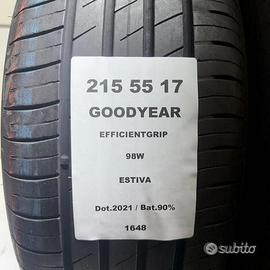 215 55 17
GOODYEAR
EFFICIENTGRIP
98W
ESTIVA
Dot.2021 / Bat.90%
1648
subito